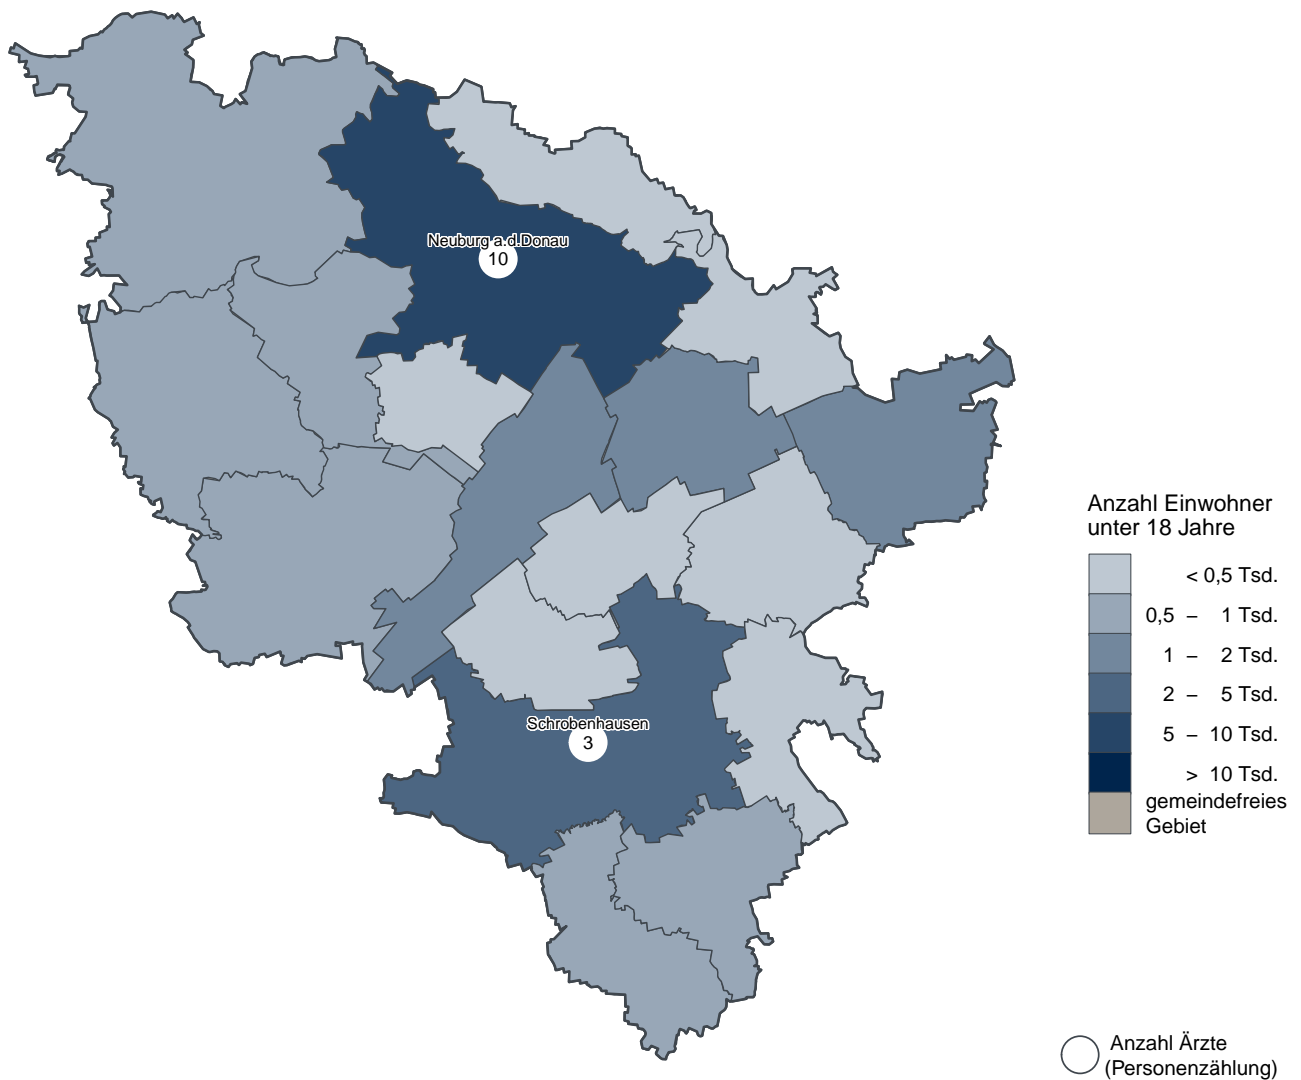 Neuburg a.d.Donau
10
Schrobenhausen
3
Anzahl Einwohner
unter 18 Jahre
< 0,5 Tsd.
0,5 – 1 Tsd.
1 – 2 Tsd.
2 – 5 Tsd.
5 – 10 Tsd.
> 10 Tsd.
gemeindefreies
Gebiet
Anzahl Ärzte
(Personenzählung)